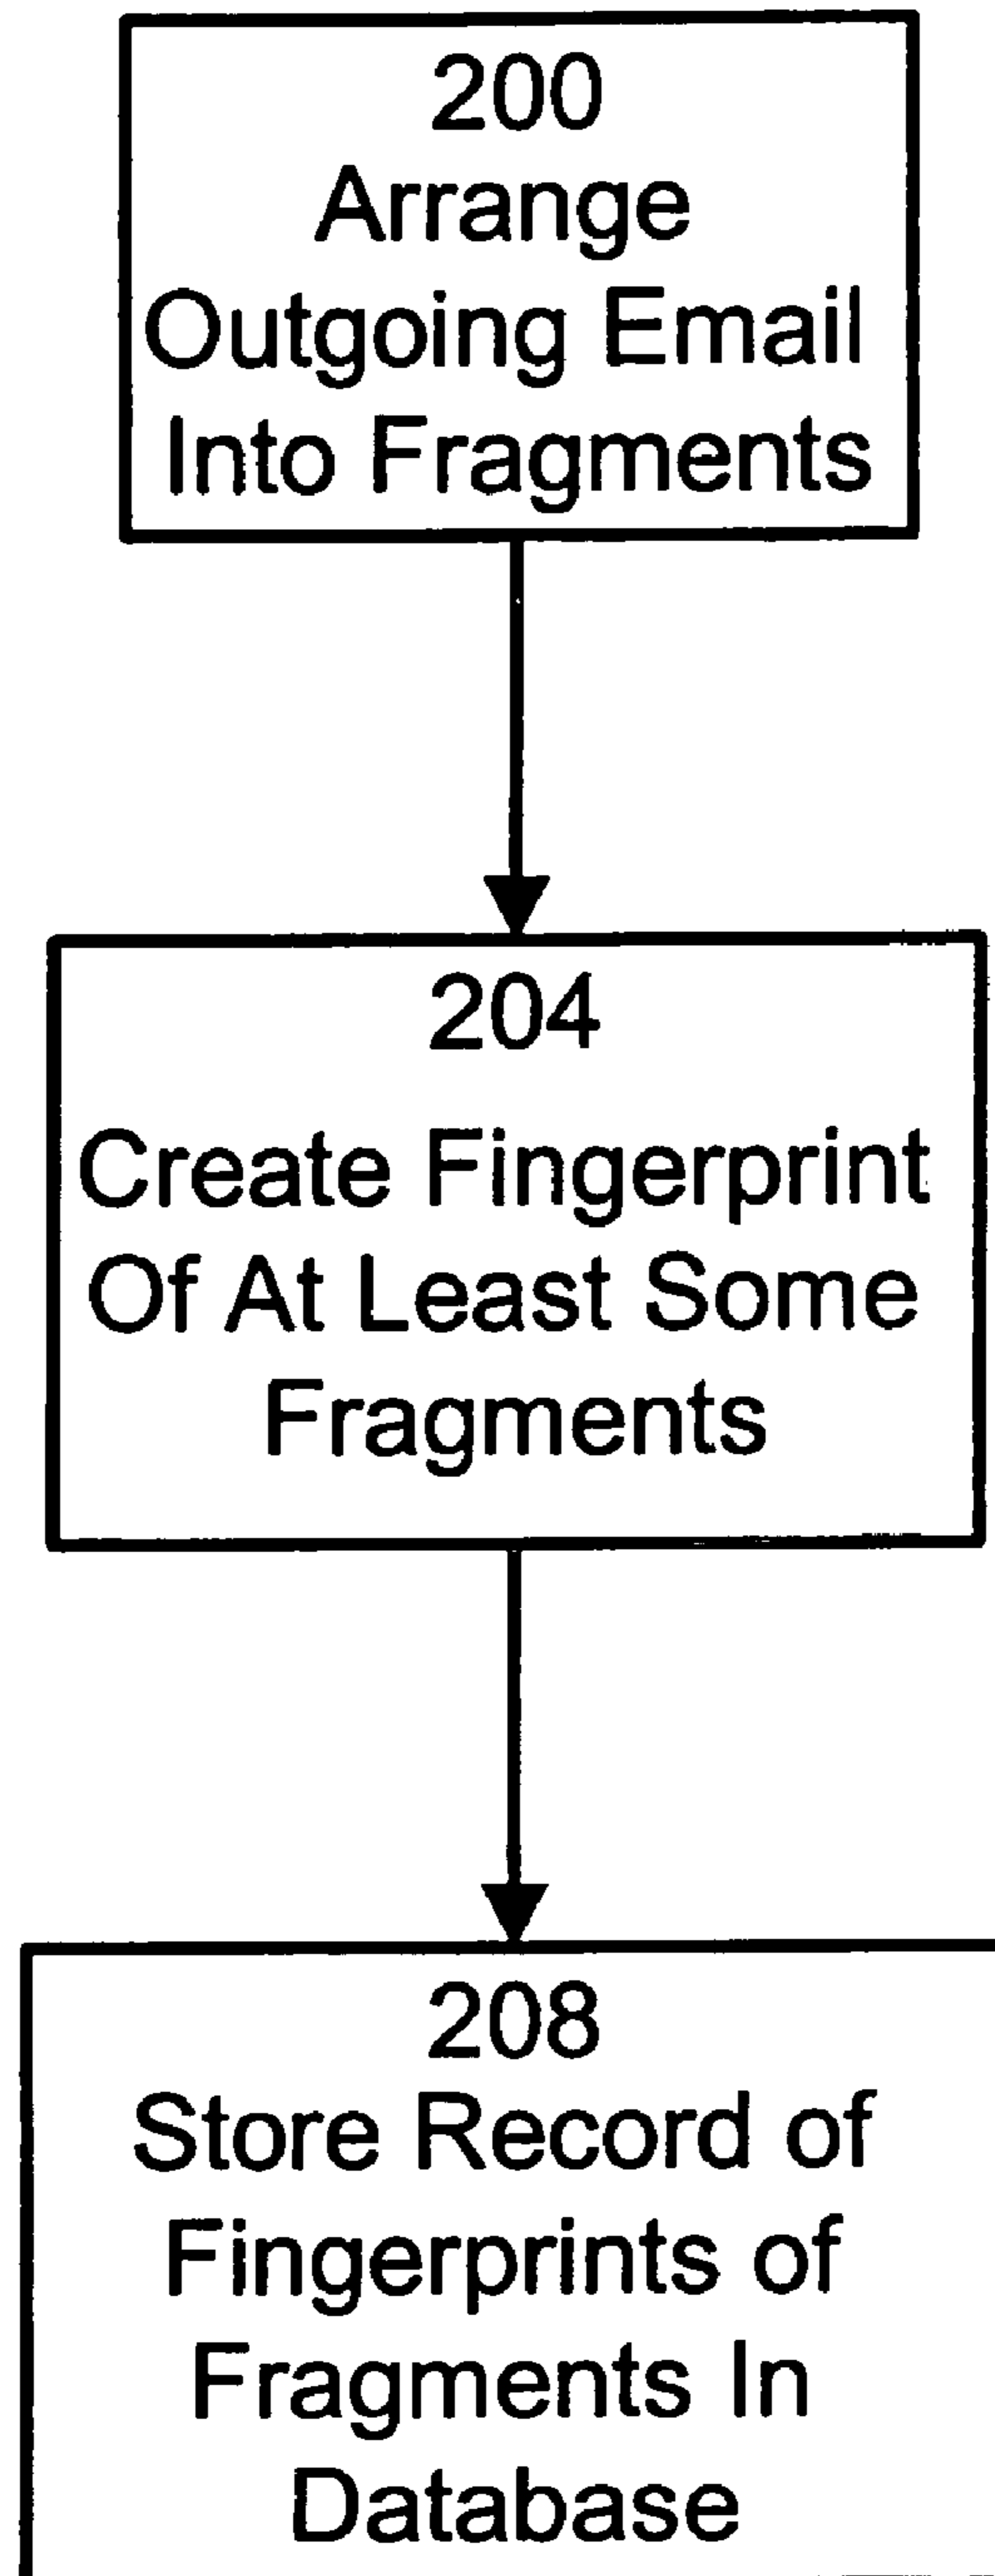 200
Arrange
Outgoing Email
Into Fragments
204
Create Fingerprint
Of At Least Some
Fragments
208
Store Record of
Fingerprints of
Fragments In
Database